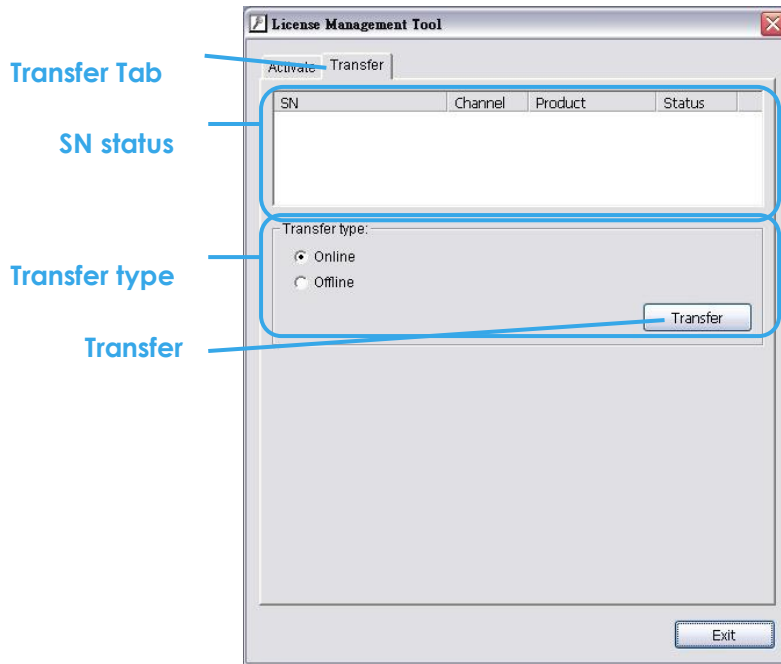 License Management Tool
Transfer Tab
Activate Transfer
SN Channel Product Status
SN status
Transfer type:
Online
Transfer type
Offline
Transfer
Transfer
Exit